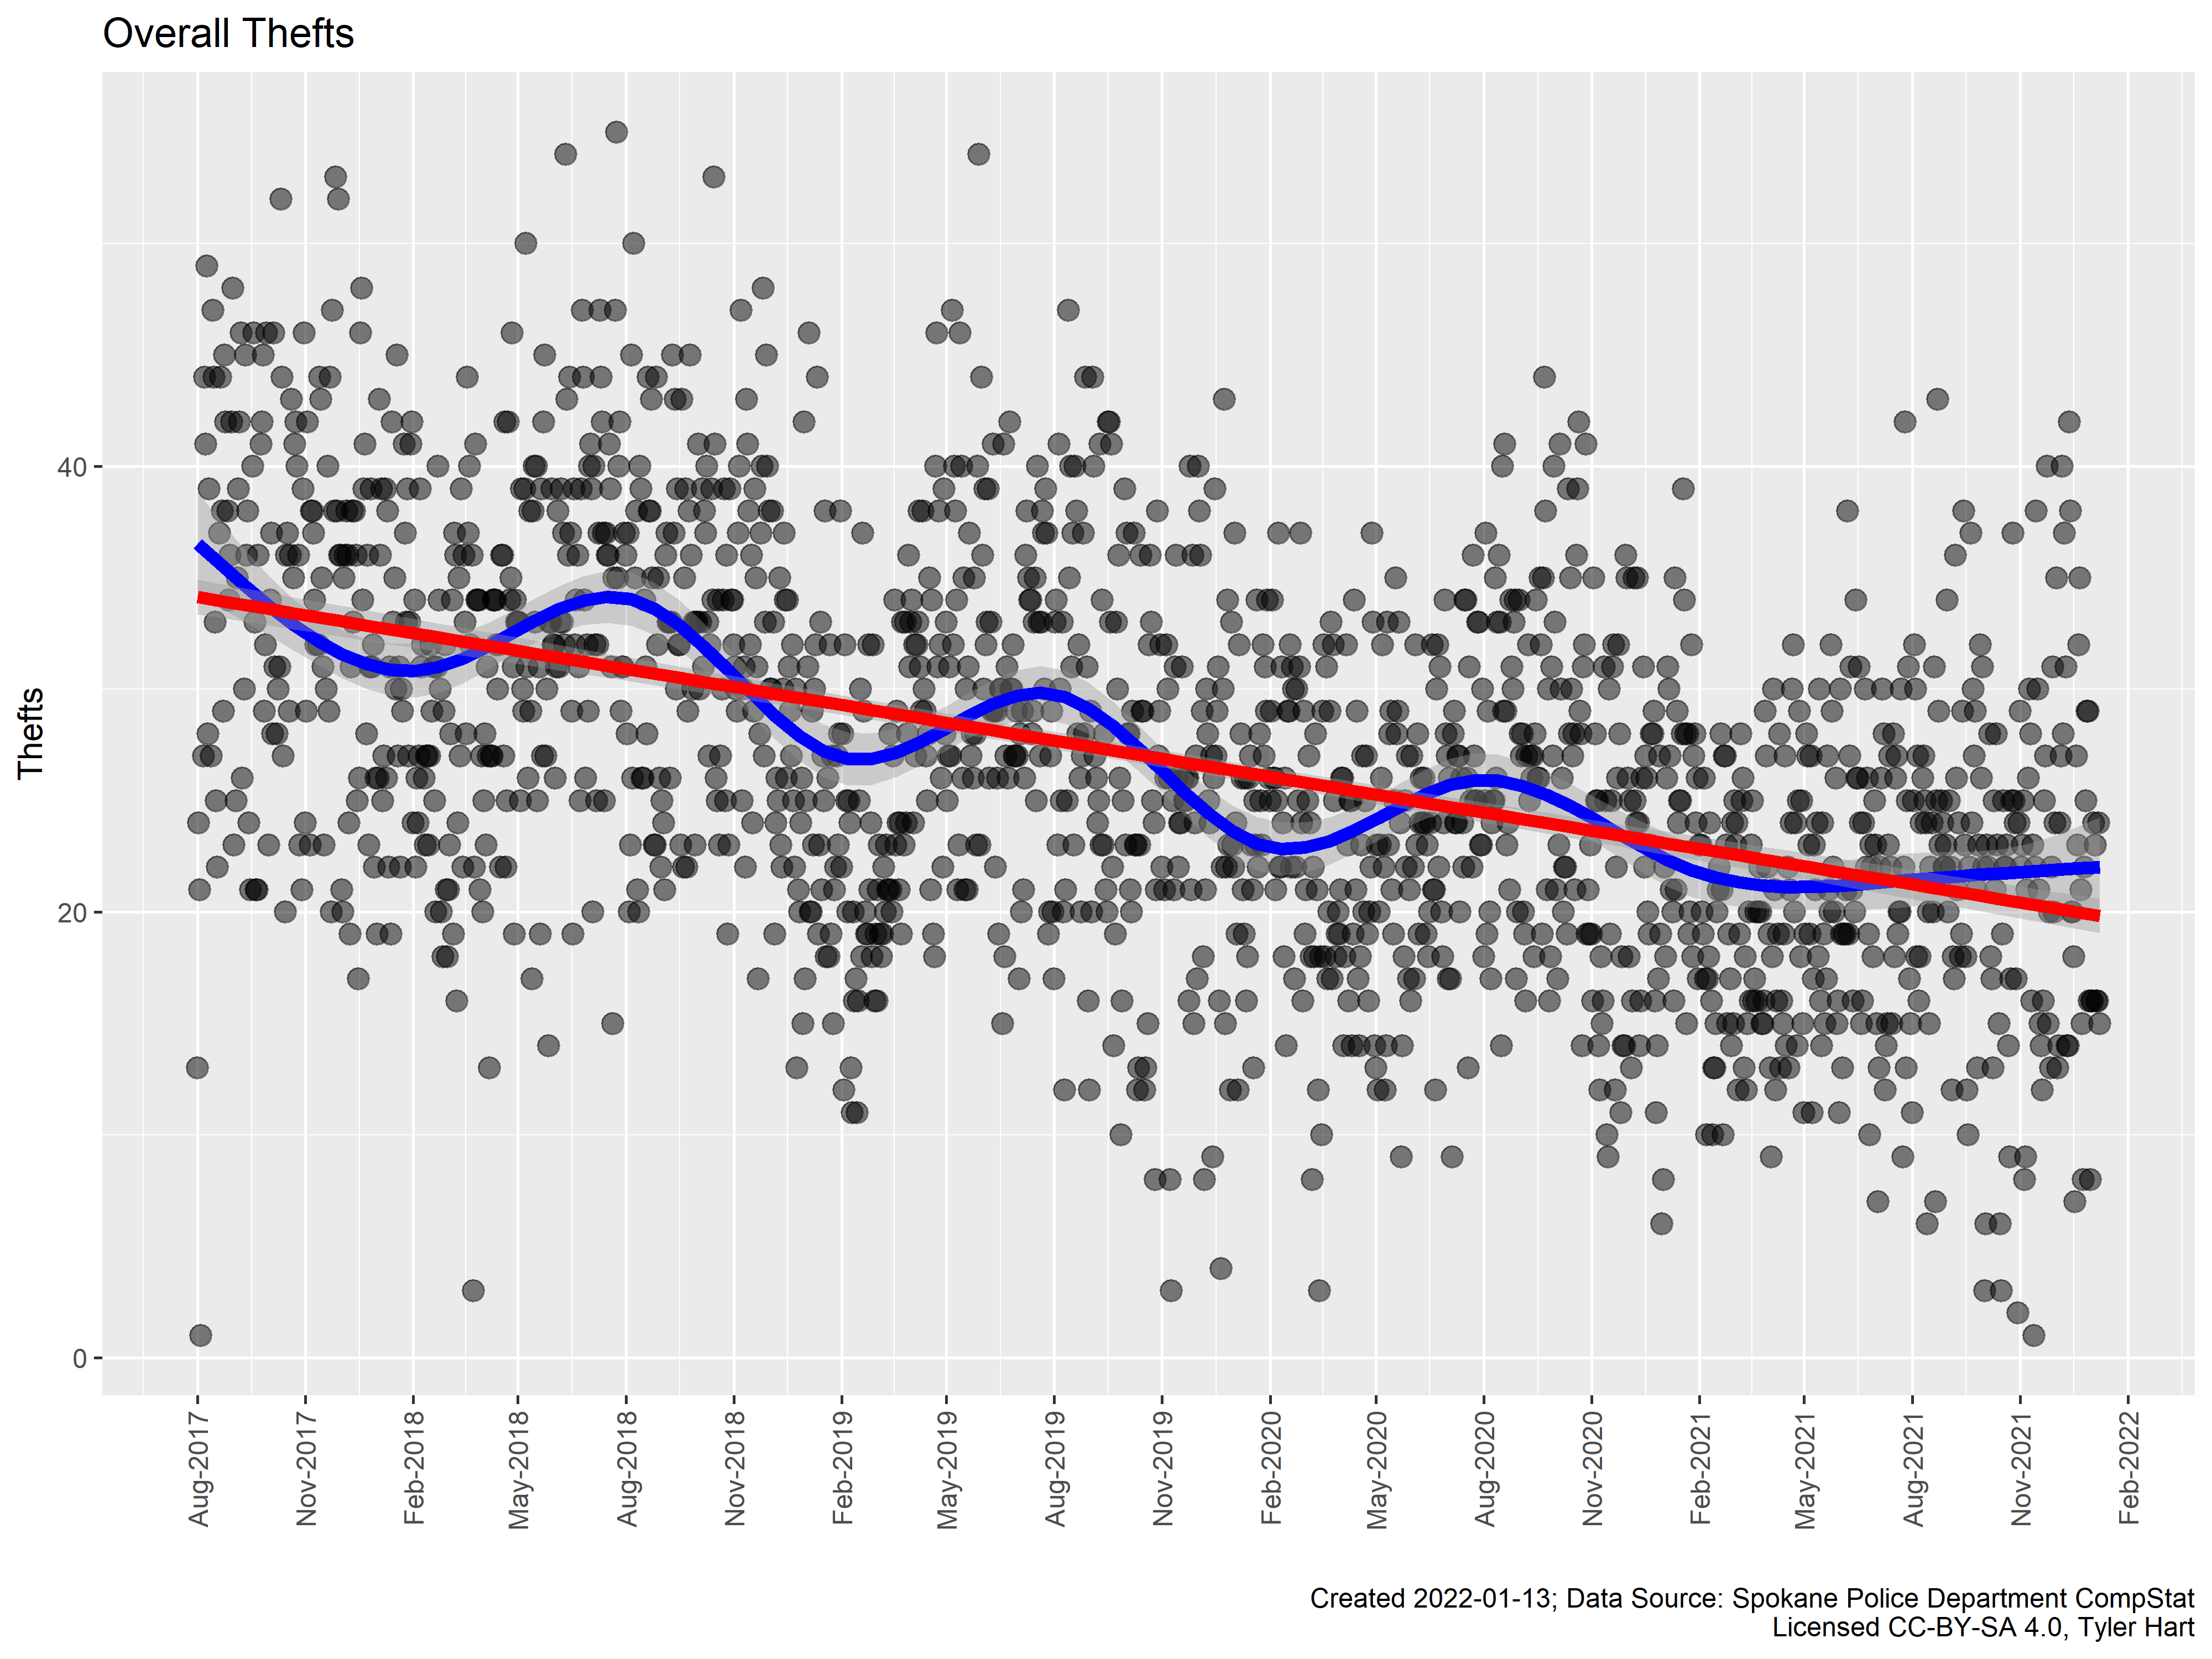 Overall Thefts
Thefts
40
20
0
Aug-2017
Nov-2017
Feb-2018
May-2018
Aug-2018
Nov-2018
Feb-2019
May-2019
Aug-2019
Nov-2019
Feb-2020
May-2020
Aug-2020
Nov-2020
Feb-2021
May-2021
Aug-2021
Nov-2021
Feb-2022
Created 2022-01-13; Data Source: Spokane Police Department CompStat
Licensed CC-BY-SA 4.0, Tyler Hart